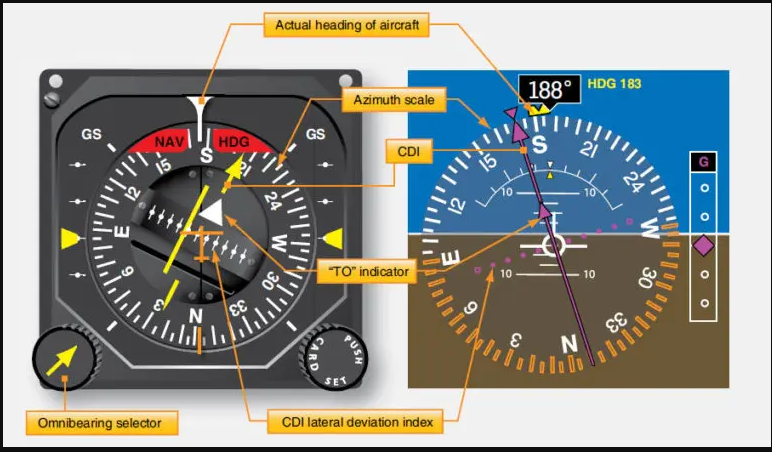 Actual heading of aircraft
188°
HDG 183
Azimuth scale
GS
GS
NAV
HDG
CDI
G
S
21
24
W
30
33
N
3
6
E
12
15
S
21
24
W
30
33
N
3
6
E
12
15
10
10
10
10
"TO" indicator
PUSH
CARD
SET
Omnibearing selector
CDI lateral deviation index